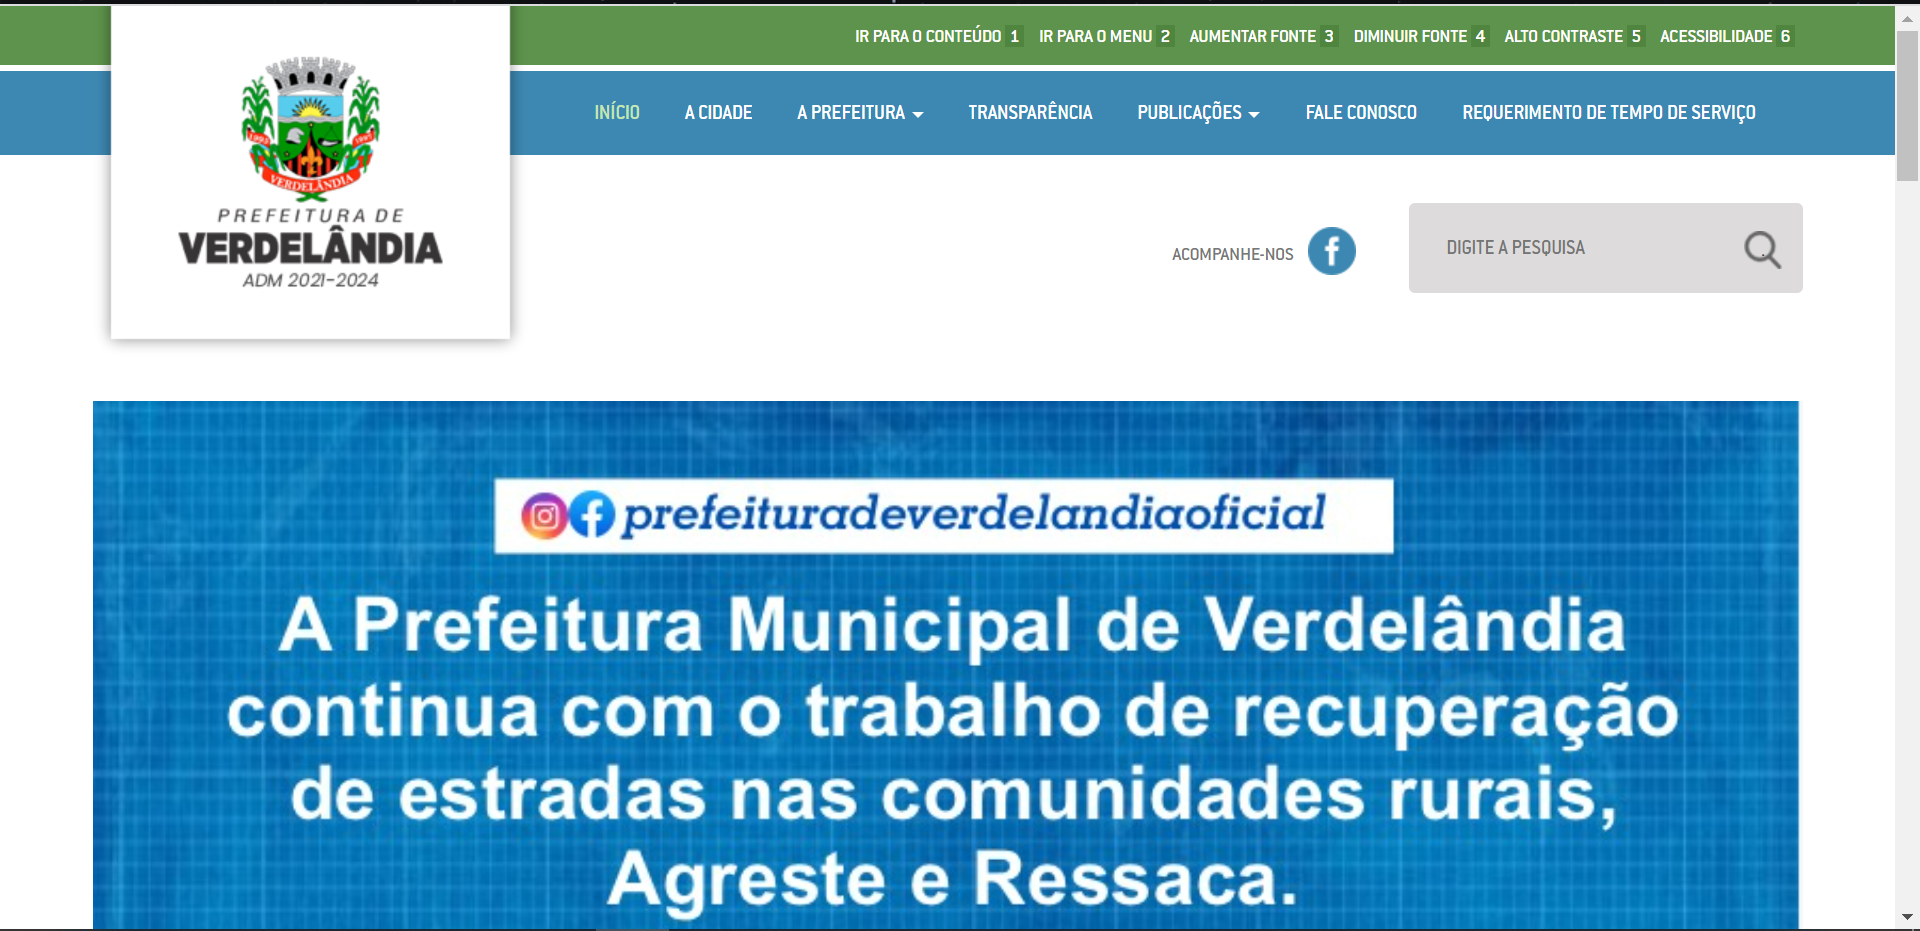 IR PARA O CONTEÚDO 1 IR PARA O MENU 2 AUMENTAR FONTE 3 DIMINUIR FONTE 4 ALTO CONTRASTE 5 ACESSIBILIDADE 6
INÍCIO A CIDADE A PREFEITURA TRANSPARÊNCIA PUBLICAÇÕES FALE CONOSCO REQUERIMENTO DE TEMPO DE SERVIÇO
VERDELÂNDIA
PREFEITURA DE
VERDELÂNDIA
ADM 2021-2024
ACOMPANHE-NOS
DIGITE A PESQUISA
prefeituradeverdelandiaoficial
A Prefeitura Municipal de Verdelândia
continua com o trabalho de recuperação
de estradas nas comunidades rurais,
Agreste e Ressaca.